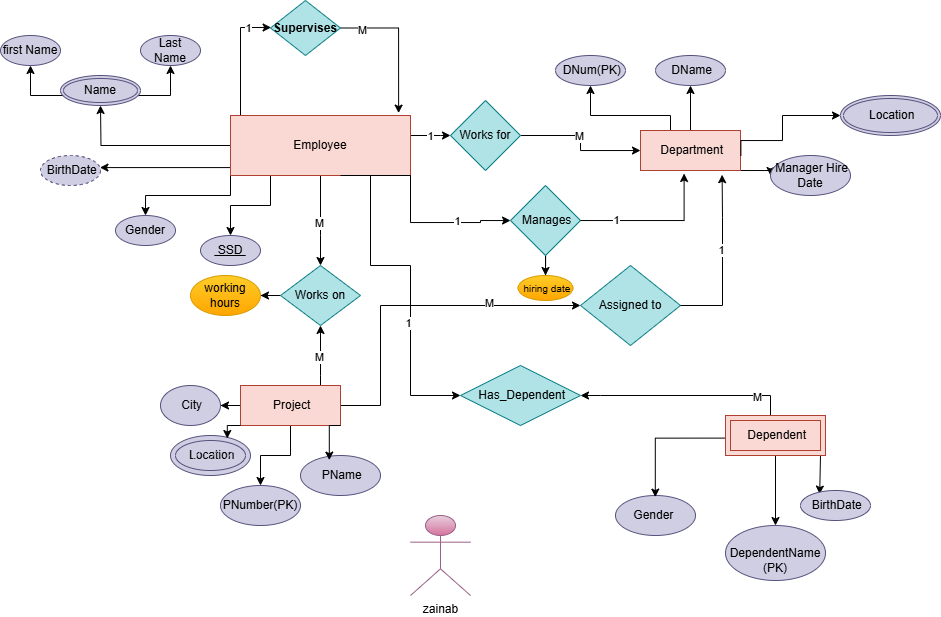 1
Supervises
M
first Name
Last
Name
Name
DNum(PK)
DName
Location
Employee
1
Works for
M
Department
BirthDate
Manager Hire
Date
Gender
SSD
M
1
Manages
1
working
hours
Works on
hiring date
M
Assigned to
1
1
M
City
Project
Has_Dependent
M
Location
PName
PNumber(PK)
Dependent
Gender
BirthDate
DependentName
(PK)
zainab